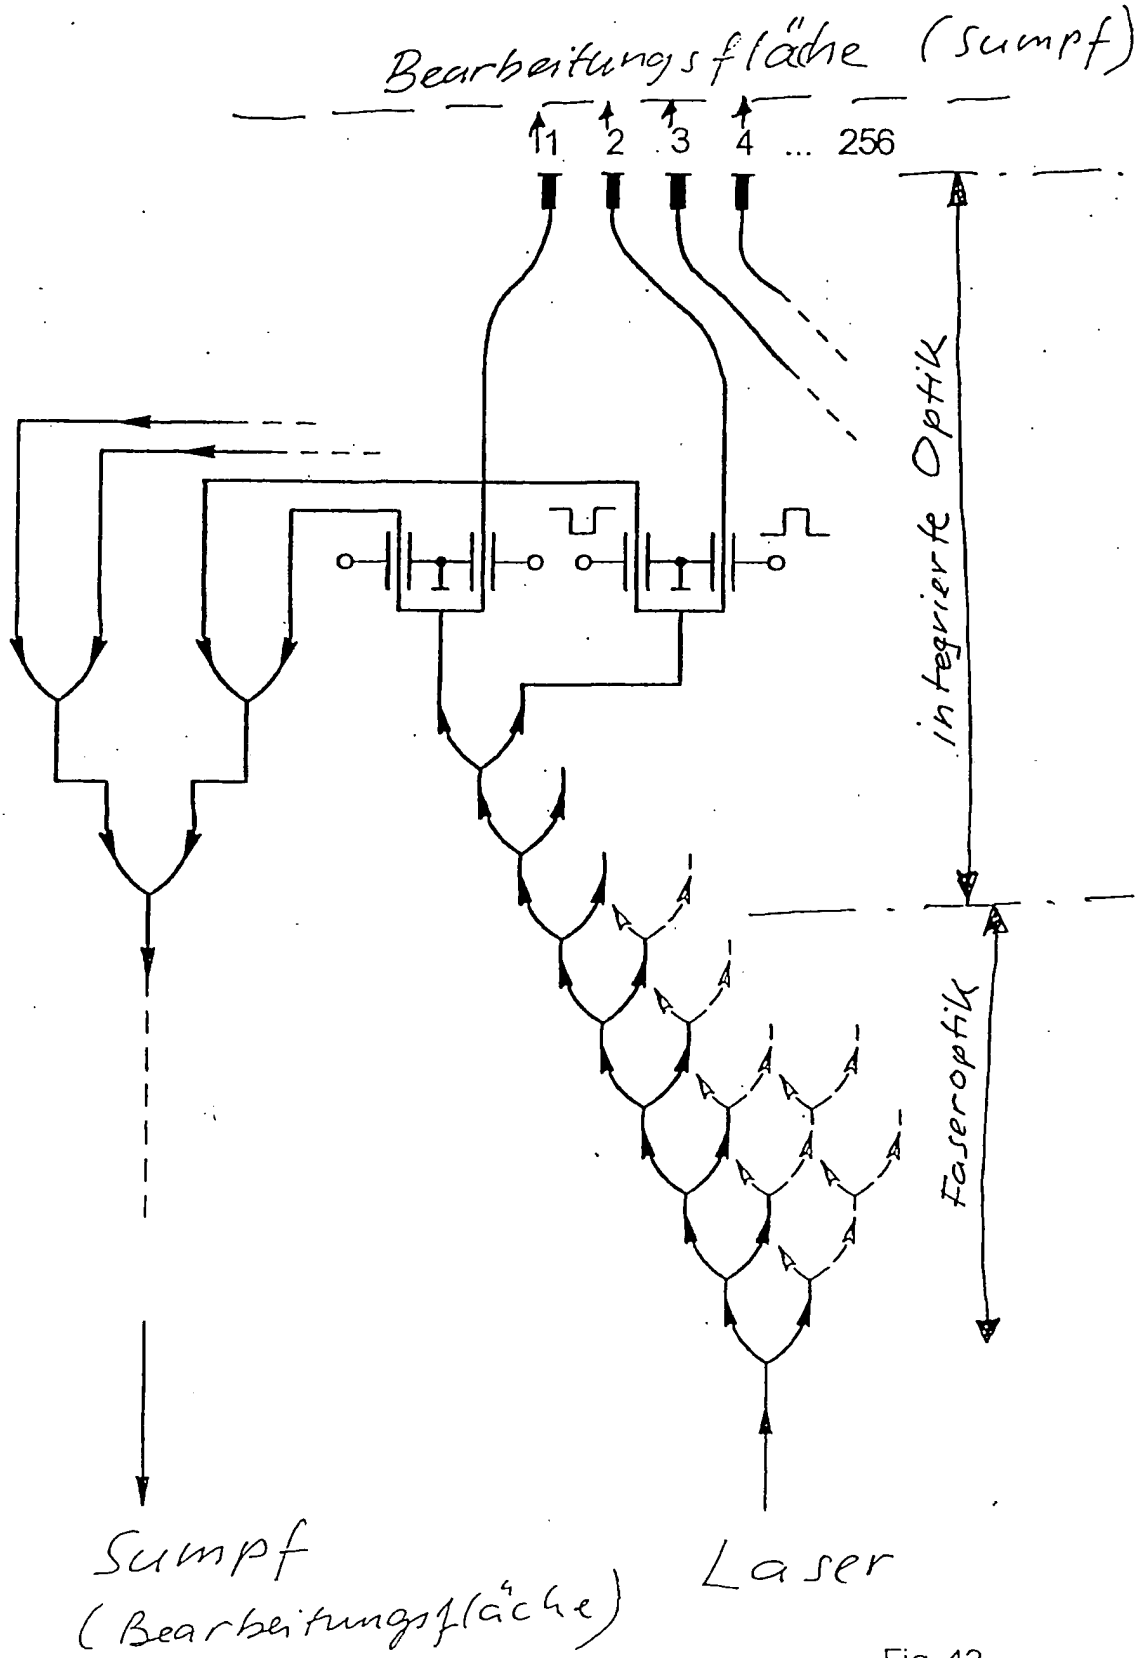 Bearbeitungsfläche (Sumpf)
1 2 3 4 ... 256
integrierte Optik
Faseroptik
Sumpf
(Bearbeitungsfläche)
Laser